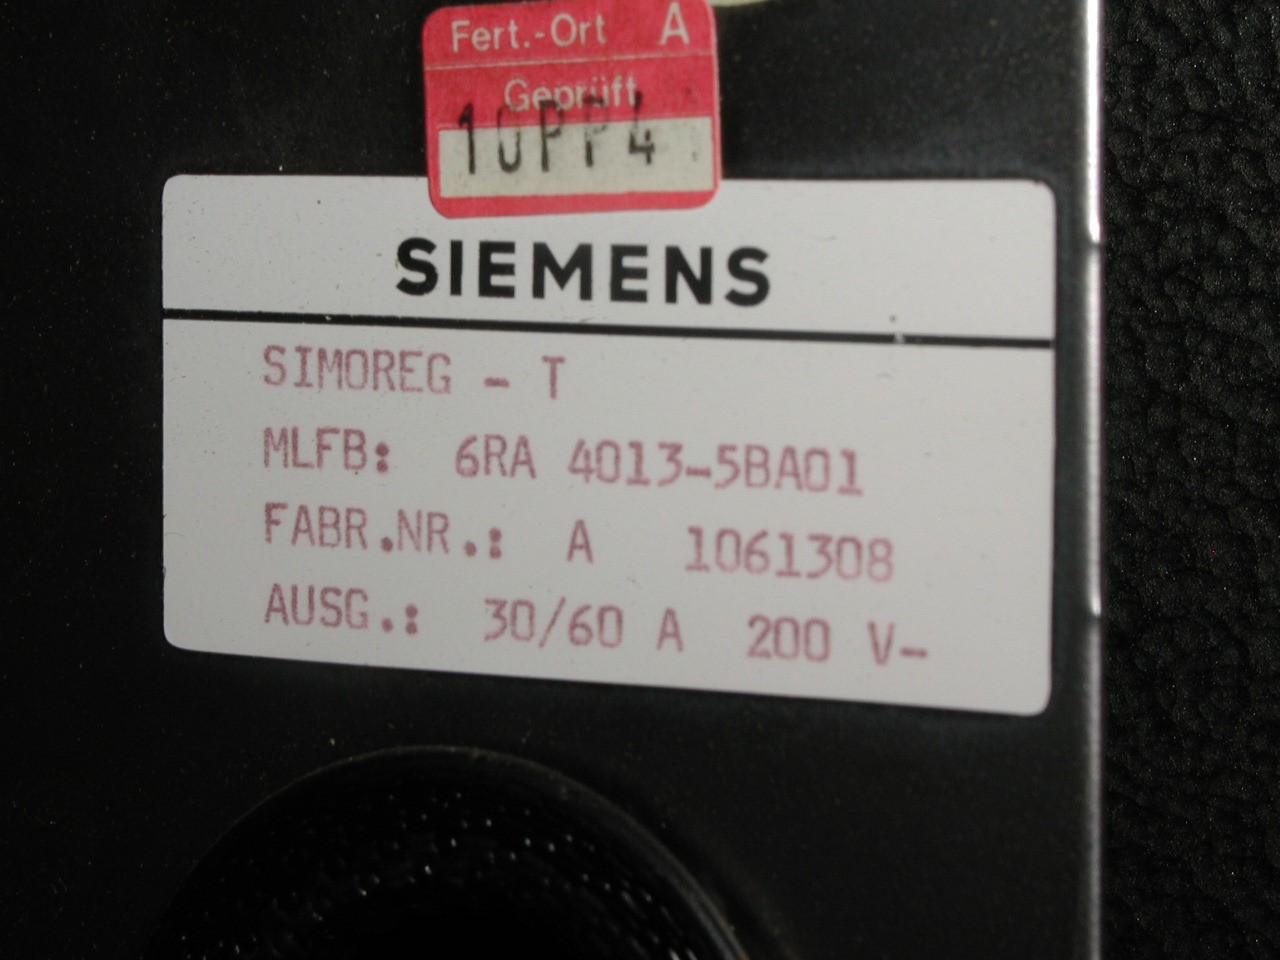 Fert.-Ort A
Geprüft
10PP4
SIEMENS
SIMOREG - T
MLFB: 6RA 4013-5BA01
FABR.NR.: A 1061308
AUSG.: 30/60 A 200 V-